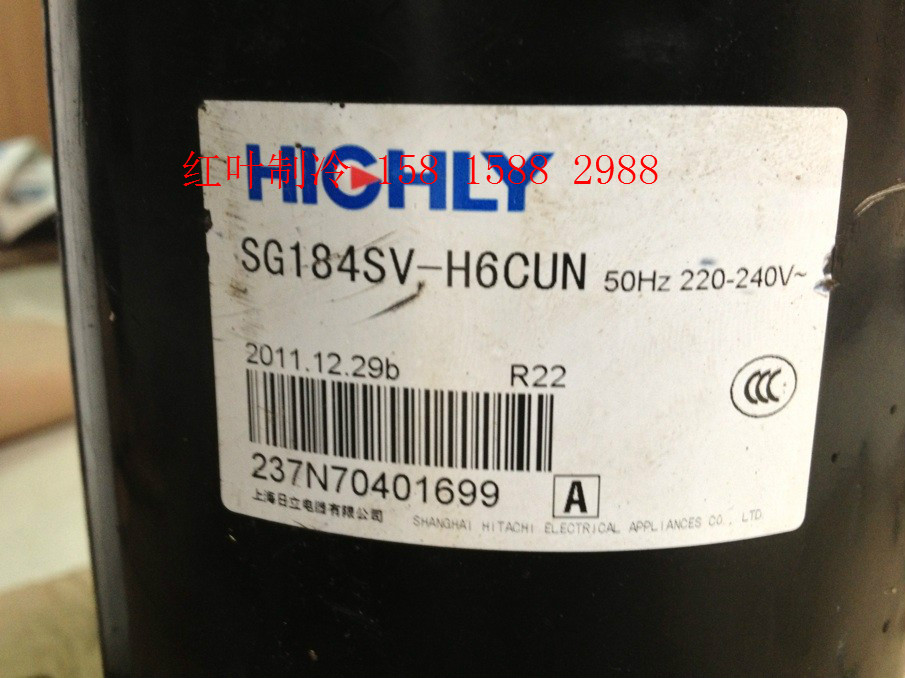 HIGHLY
红叶制冷 158 1588 2988
SG184SV-H6CUN 50Hz 220-240V~
2011.12.29b R22
CCC
237N70401699 A
上海日立电器有限公司 SHANGHAI HITACHI ELECTRICAL APPLIANCES CO., LTD.